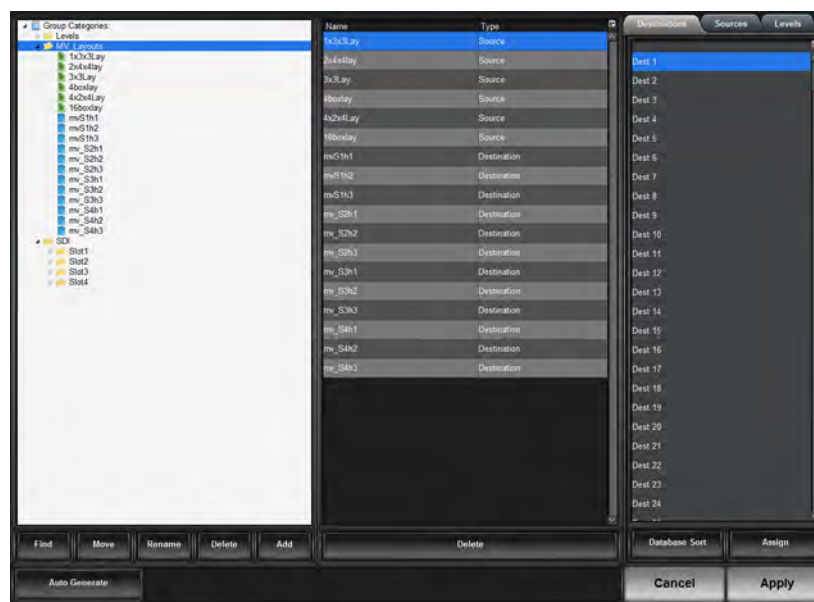 Group Categories:
Levels
MV_Layouts
1x3x3Lay
2x4x4lay
3x3Lay
4boxlay
4x2x4Lay
16boxlay
mvS1h1
mvS1h2
mvS1h3
mv_S2h1
mv_S2h2
mv_S2h3
mv_S3h1
mv_S3h2
mv_S3h3
mv_S4h1
mv_S4h2
mv_S4h3
SDI
Slot1
Slot2
Slot3
Slot4
Find Move Rename Delete Add
Auto Generate
Name Type
1x3x3Lay Source
2x4x4lay Source
3x3Lay Source
4boxlay Source
4x2x4Lay Source
16boxlay Source
mvS1h1 Destination
mvS1h2 Destination
mvS1h3 Destination
mv_S2h1 Destination
mv_S2h2 Destination
mv_S2h3 Destination
mv_S3h1 Destination
mv_S3h2 Destination
mv_S3h3 Destination
mv_S4h1 Destination
mv_S4h2 Destination
mv_S4h3 Destination
Delete
Destinations Sources Levels
Dest 1
Dest 2
Dest 3
Dest 4
Dest 5
Dest 6
Dest 7
Dest 8
Dest 9
Dest 10
Dest 11
Dest 12
Dest 13
Dest 14
Dest 15
Dest 16
Dest 17
Dest 18
Dest 19
Dest 20
Dest 21
Dest 22
Dest 23
Dest 24
Database Sort Assign
Cancel Apply